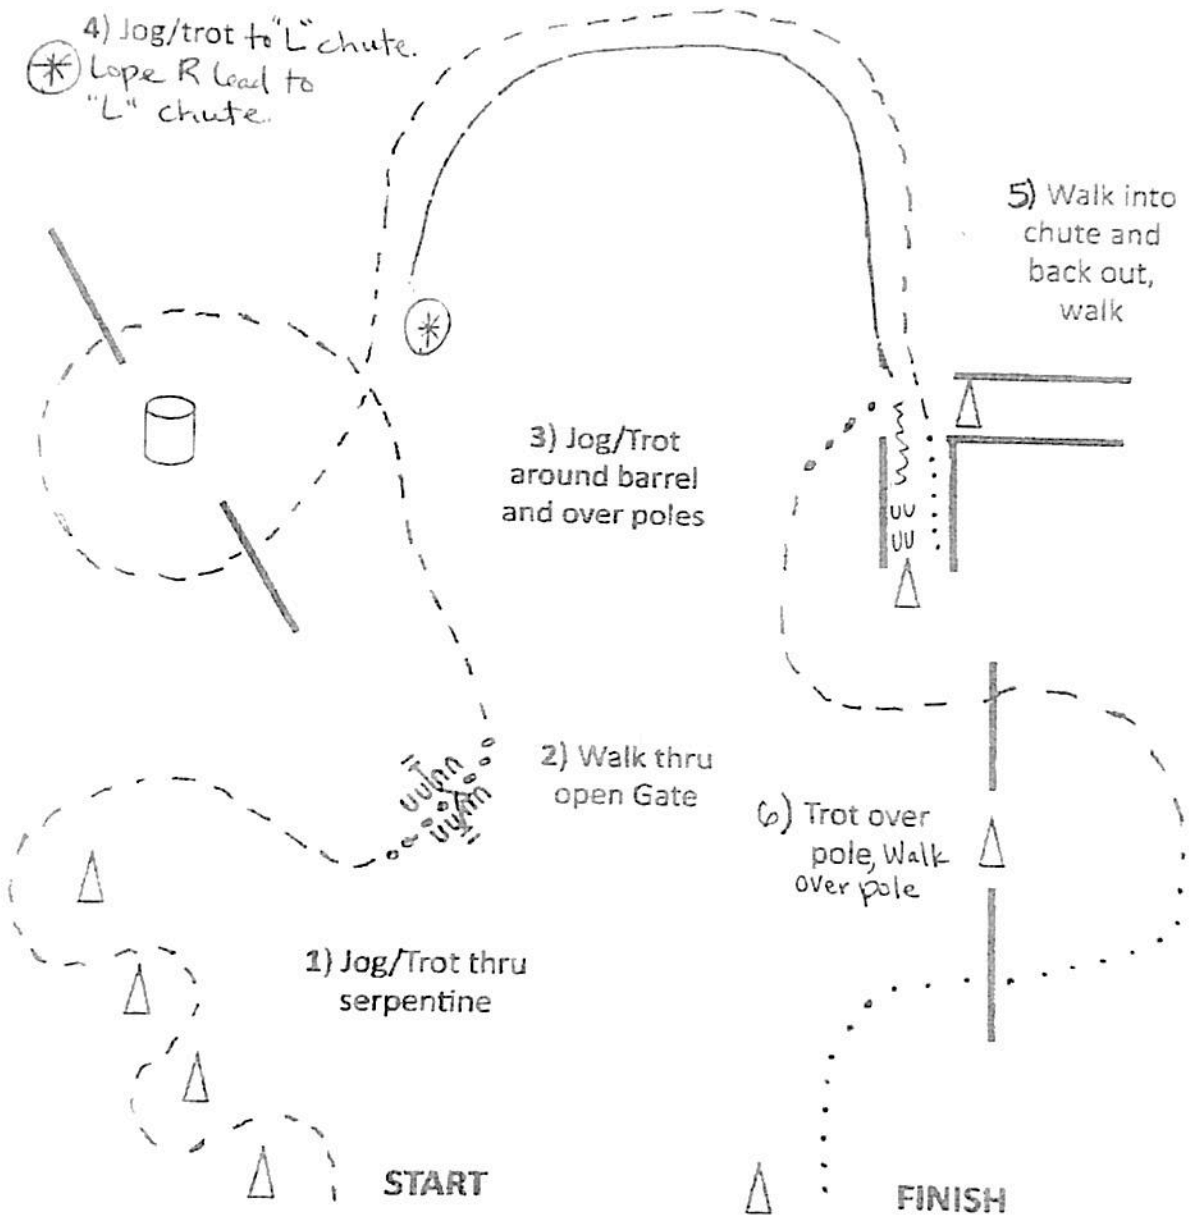 4) Jog/trot to "L" chute.
Lope R lead to
"L" chute.
5) Walk into
chute and
back out,
walk
3) Jog/Trot
around barrel
and over poles
2) Walk thru
open Gate
6) Trot over
pole, Walk
over pole
1) Jog/Trot thru
serpentine
START
FINISH